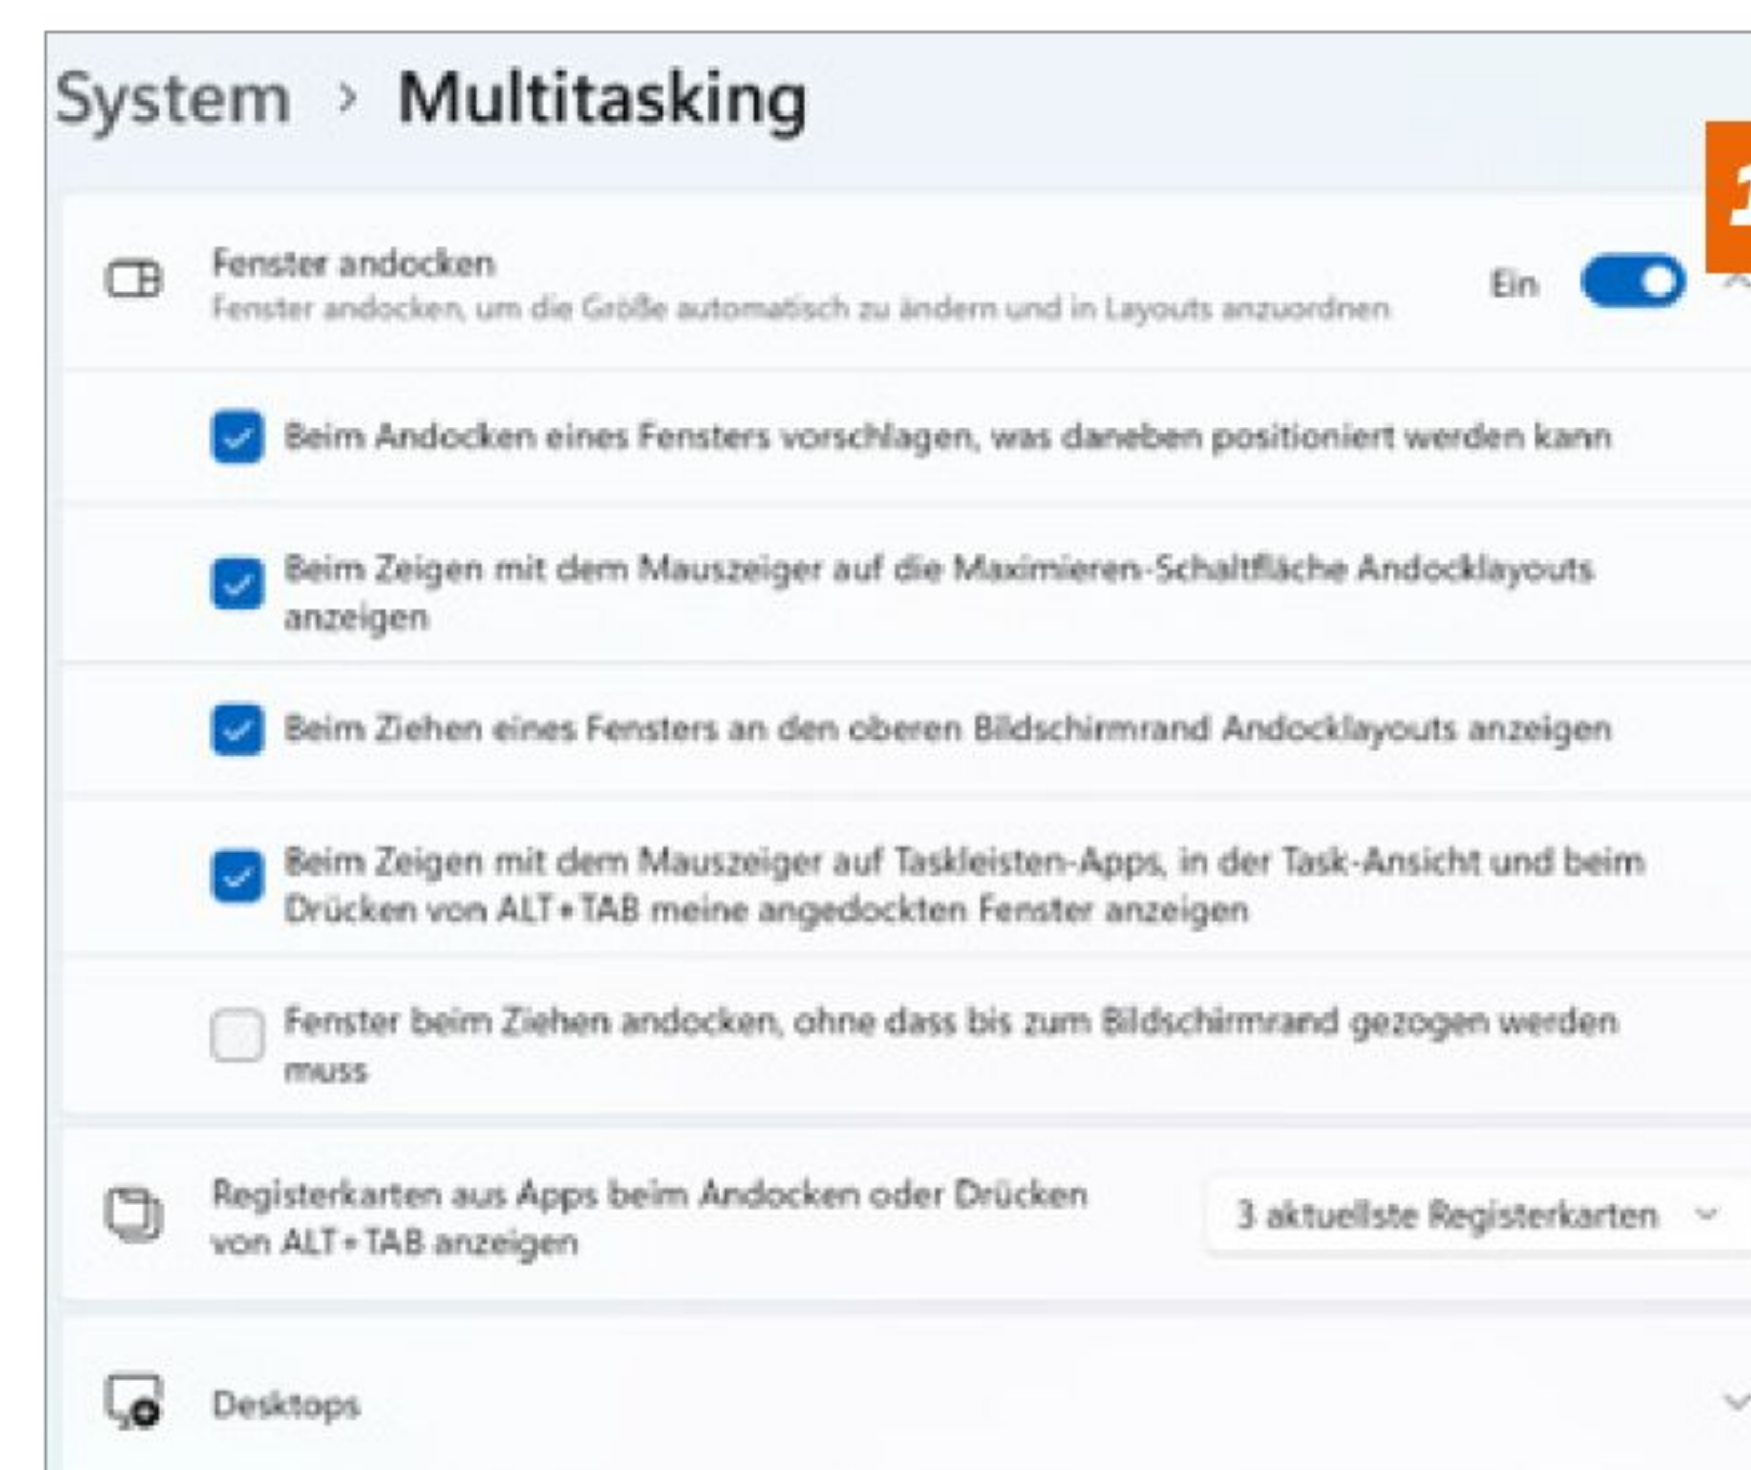 System > Multitasking
1
Fenster andocken
Fenster andocken, um die Größe automatisch zu ändern und in Layouts anzuordnen
Ein
Beim Andocken eines Fensters vorschlagen, was daneben positioniert werden kann
Beim Zeigen mit dem Mauszeiger auf die Maximieren-Schaltfläche Andocklayouts
anzeigen
Beim Ziehen eines Fensters an den oberen Bildschirmrand Andocklayouts anzeigen
Beim Zeigen mit dem Mauszeiger auf Taskleisten-Apps, in der Task-Ansicht und beim
Drücken von ALT+TAB meine angedockten Fenster anzeigen
Fenster beim Ziehen andocken, ohne dass bis zum Bildschirmrand gezogen werden
muss
Registerkarten aus Apps beim Andocken oder Drücken
von ALT+TAB anzeigen
3 aktuellste Registerkarten
Desktops